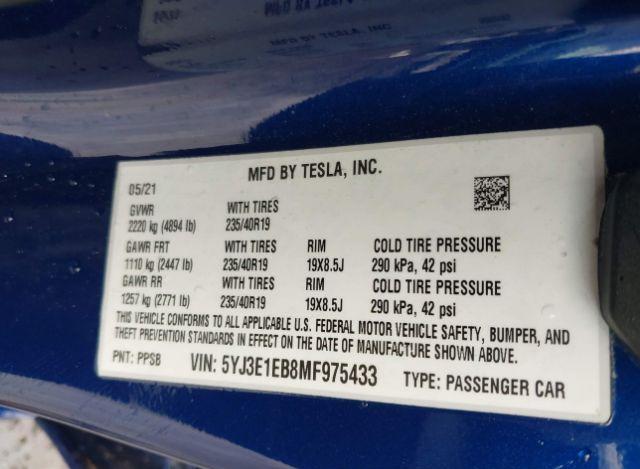 MFD BY TESLA, INC
MFD BY TESLA, INC.
05/21
GVWR WITH TIRES
2220 kg (4894 lb) 235/40R19
GAWR FRT WITH TIRES RIM COLD TIRE PRESSURE
1110 kg (2447 lb) 235/40R19 19X8.5J 290 kPa, 42 psi
GAWR RR WITH TIRES RIM COLD TIRE PRESSURE
1257 kg (2771 lb) 235/40R19 19X8.5J 290 kPa, 42 psi
THIS VEHICLE CONFORMS TO ALL APPLICABLE U.S. FEDERAL MOTOR VEHICLE SAFETY, BUMPER, AND
THEFT PREVENTION STANDARDS IN EFFECT ON THE DATE OF MANUFACTURE SHOWN ABOVE.
PNT: PPSB VIN: 5YJ3E1EB8MF975433 TYPE: PASSENGER CAR